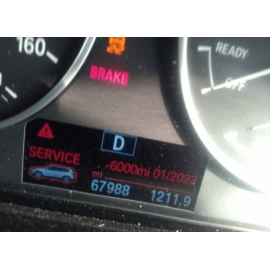 160
READY
BRAKE
OFF
D
SERVICE
-6000mi 01/2023
mi
67988 1211.9